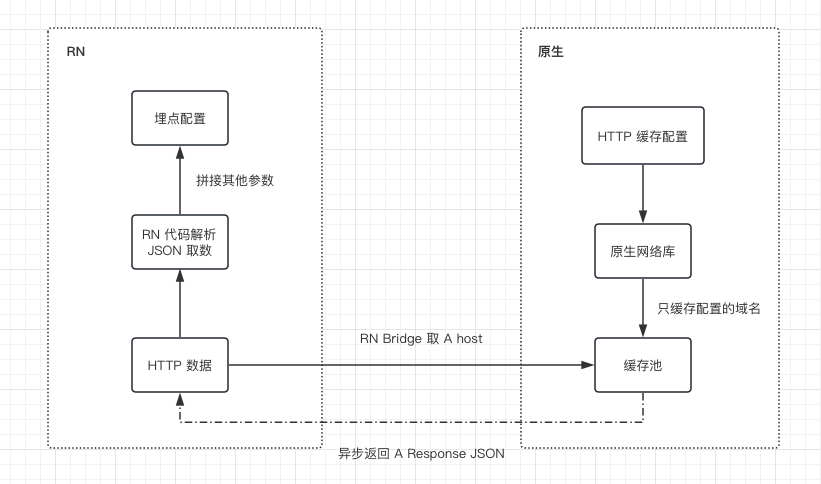 RN
埋点配置
拼接其他参数
RN 代码解析
JSON 取数
HTTP 数据
RN Bridge 取 A host
异步返回 A Response JSON
原生
HTTP 缓存配置
原生网络库
只缓存配置的域名
缓存池